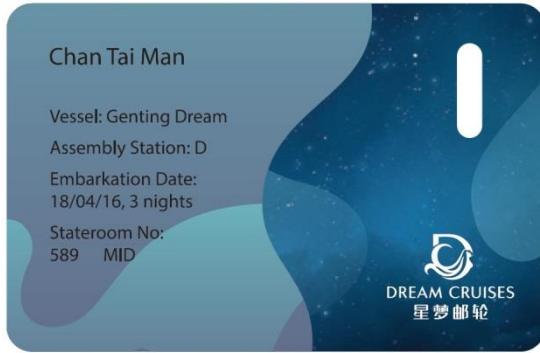 Chan Tai Man
Vessel: Genting Dream
Assembly Station: D
Embarkation Date:
18/04/16, 3 nights
Stateroom No:
589 MID
DREAM CRUISES
星夢邮轮